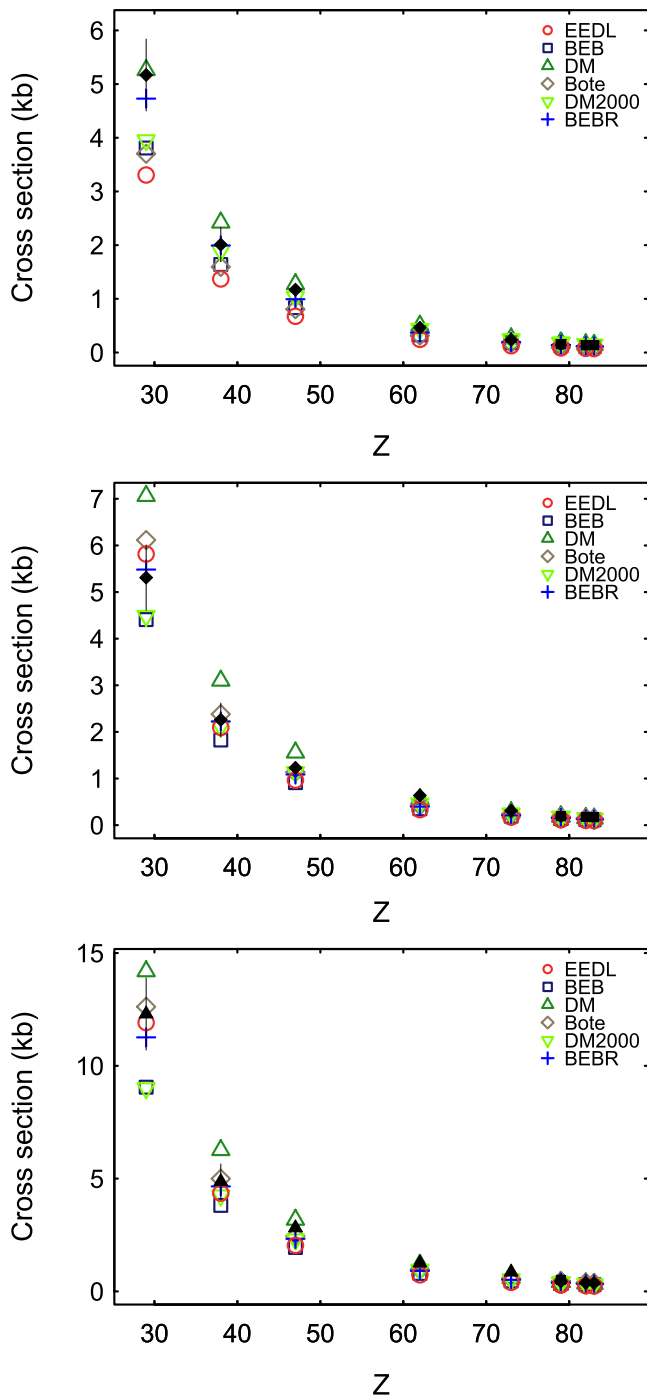 Cross section (kb)
6
5
4
3
2
1
0
EEDL
BEB
DM
Bote
DM2000
BEBR
30 40 50 60 70 80
Z
Cross section (kb)
7
6
5
4
3
2
1
0
EEDL
BEB
DM
Bote
DM2000
BEBR
30 40 50 60 70 80
Z
Cross section (kb)
15
10
5
0
EEDL
BEB
DM
Bote
DM2000
BEBR
30 40 50 60 70 80
Z